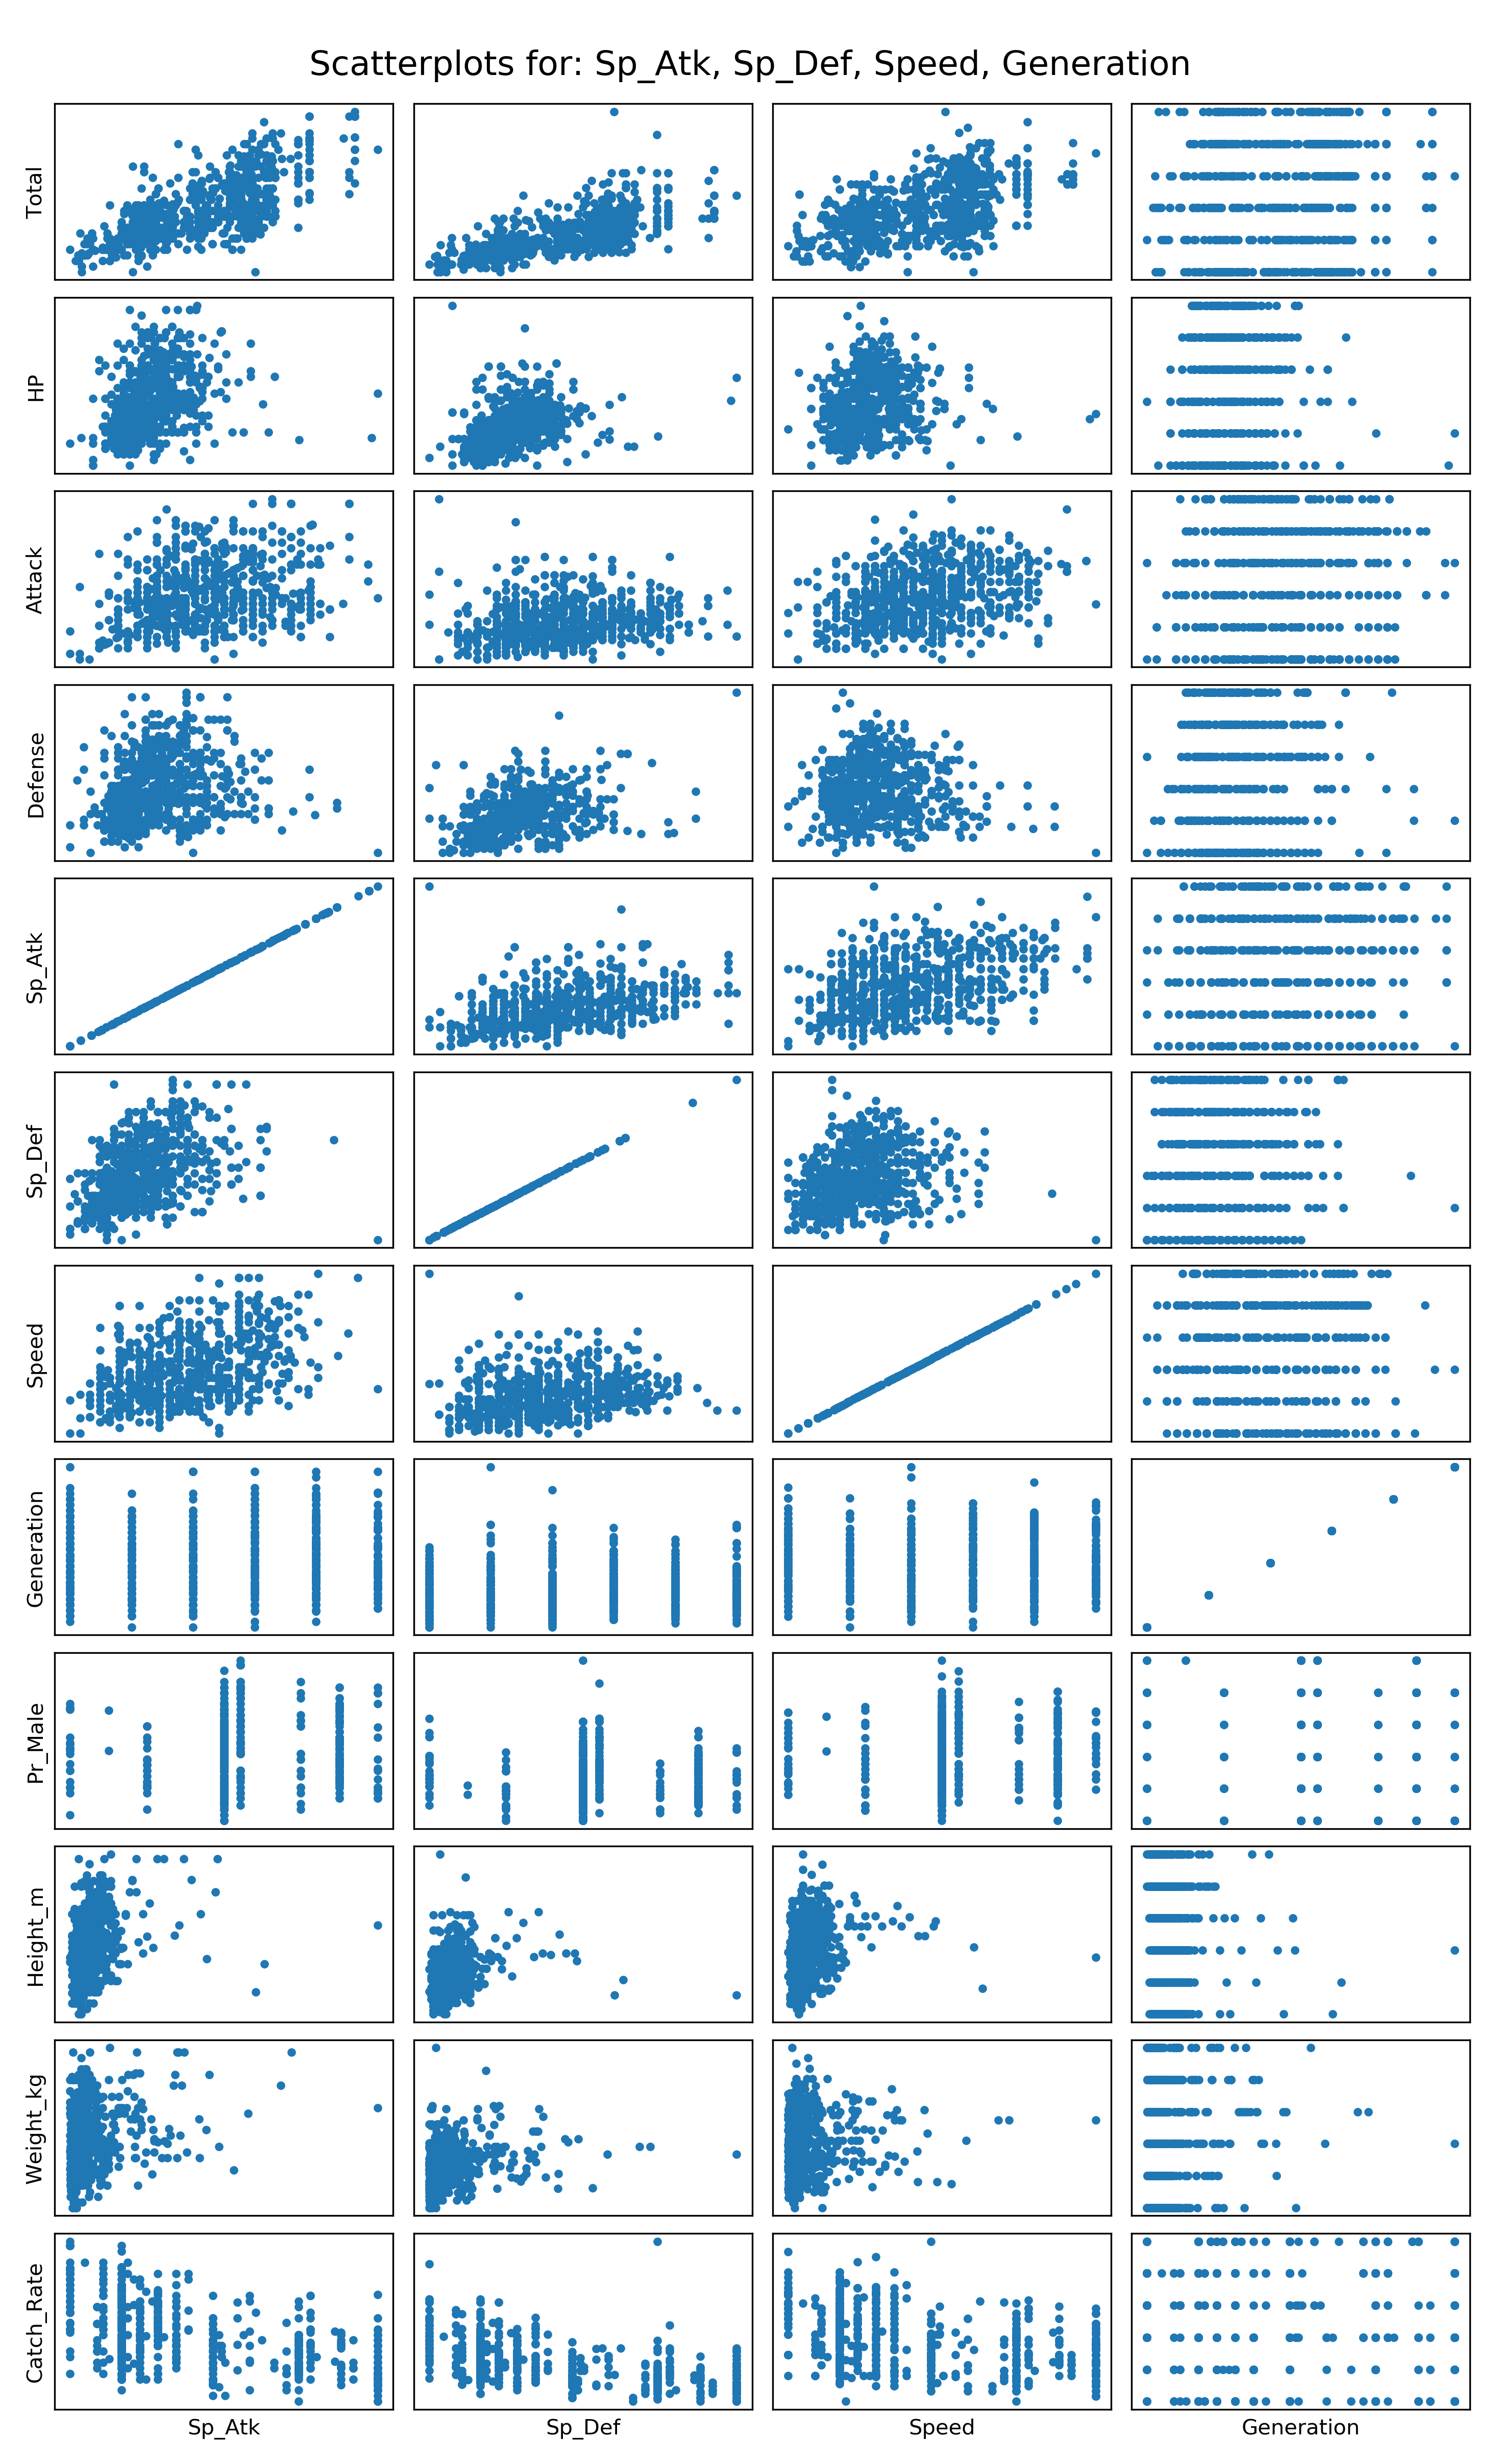 Scatterplots for: Sp_Atk, Sp_Def, Speed, Generation
Total
HP
Attack
Defense
Sp_Atk
Sp_Def
Speed
Generation
Pr_Male
Height_m
Weight_kg
Catch_Rate
Sp_Atk
Sp_Def
Speed
Generation